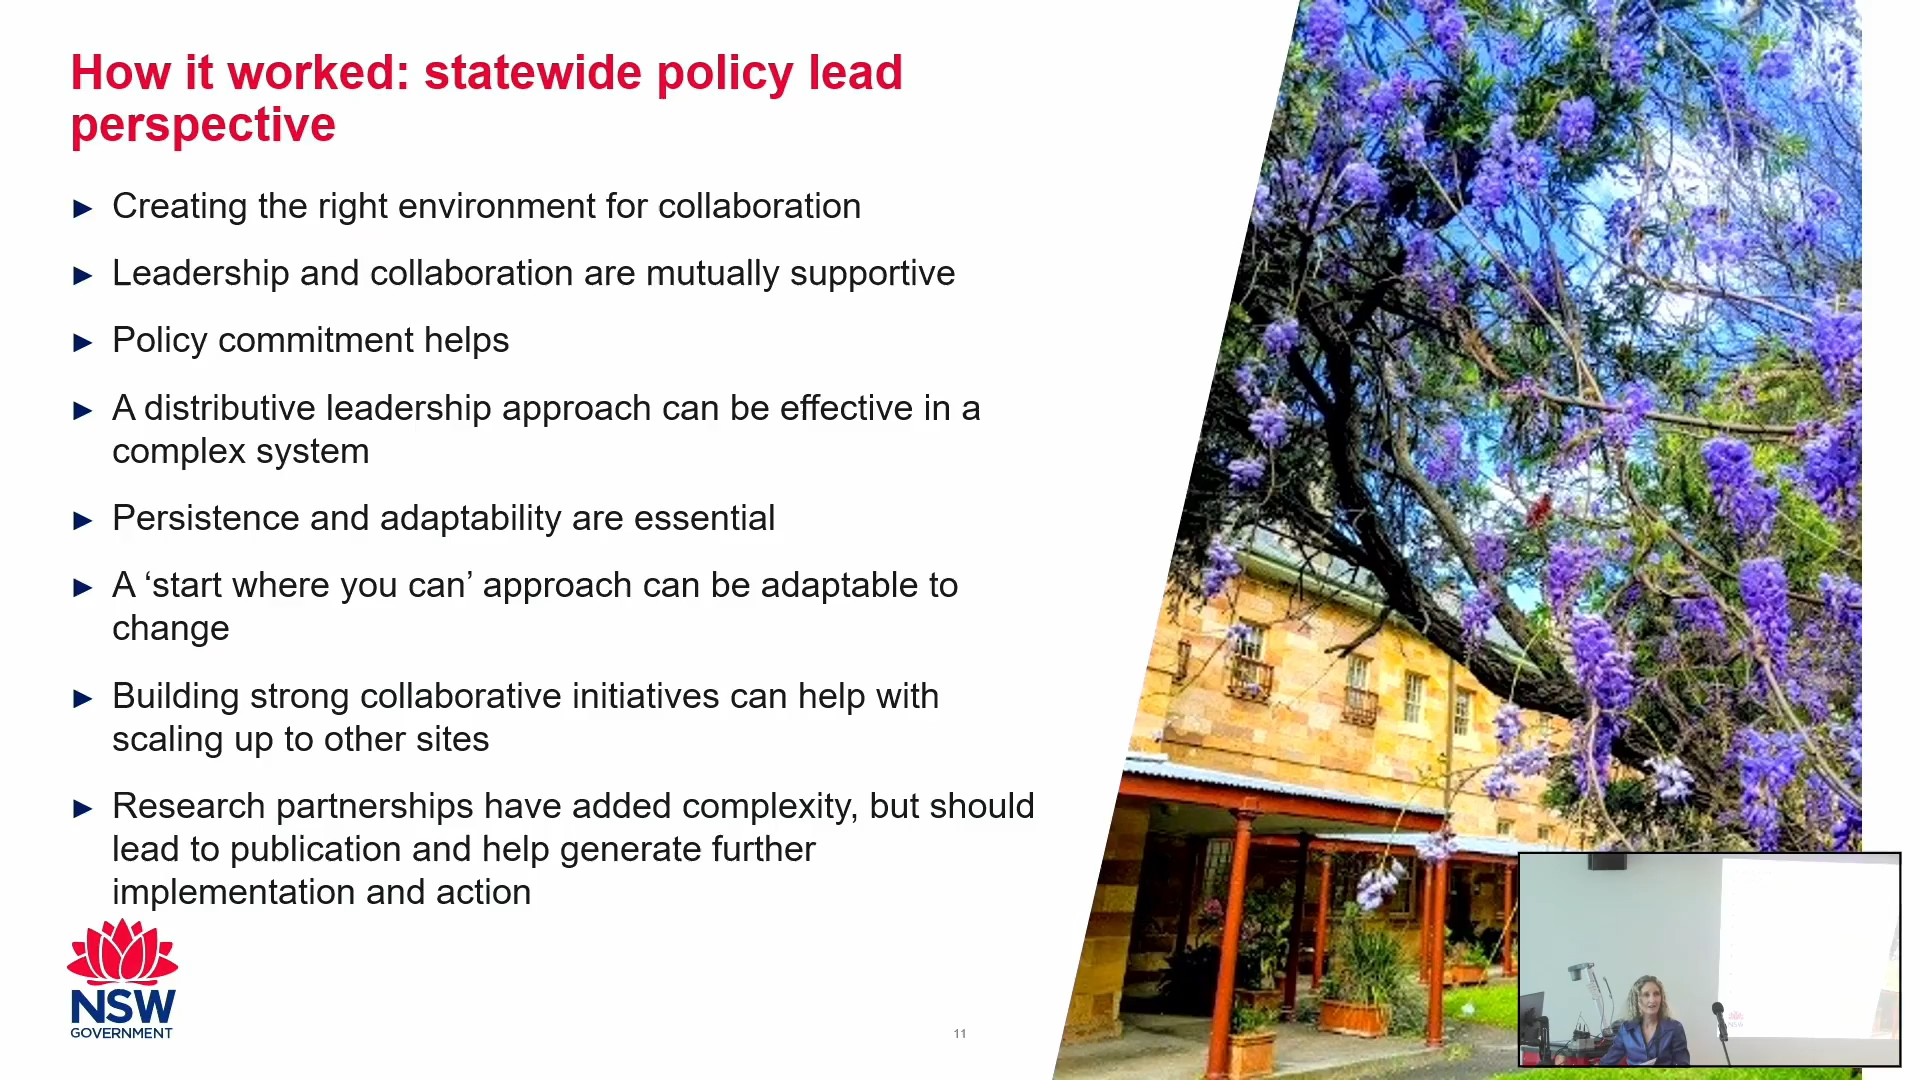 How it worked: statewide policy lead
perspective
► Creating the right environment for collaboration
► Leadership and collaboration are mutually supportive
► Policy commitment helps
► A distributive leadership approach can be effective in a
complex system
► Persistence and adaptability are essential
► A ‘start where you can’ approach can be adaptable to
change
► Building strong collaborative initiatives can help with
scaling up to other sites
► Research partnerships have added complexity, but should
lead to publication and help generate further
implementation and action
NSW
GOVERNMENT
11